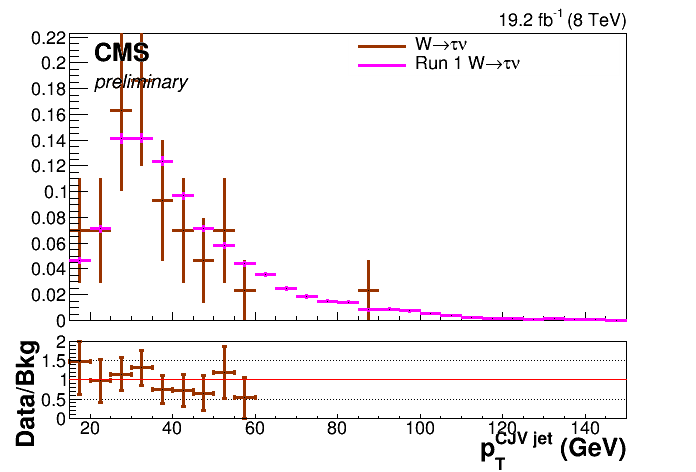 19.2 fb⁻¹ (8 TeV)
CMS
preliminary
W→τν
Run 1 W→τν
0.22
0.2
0.18
0.16
0.14
0.12
0.1
0.08
0.06
0.04
0.02
0
Data/Bkg
2
1.5
1
0.5
0
20 40 60 80 100 120 140
p_T^CJV jet (GeV)